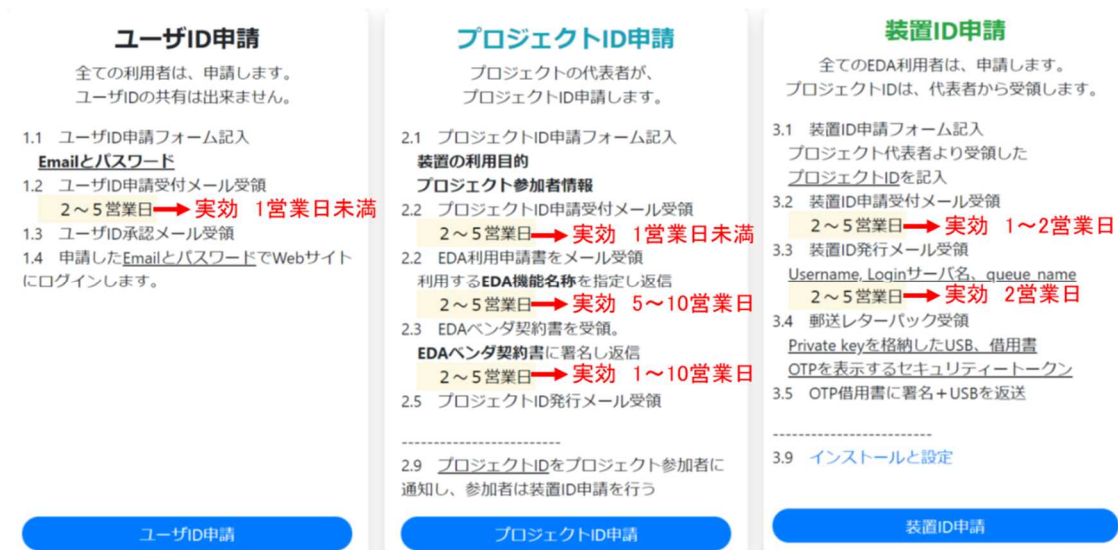 ユーザID申請
全ての利用者は、申請します。
ユーザIDの共有は出来ません。
1.1 ユーザID申請フォーム記入
Emailとパスワード
1.2 ユーザID申請受付メール受領
2～5営業日 実効 1営業日未満
1.3 ユーザID承認メール受領
1.4 申請したEmailとパスワードでWebサイト
にログインします。
ユーザID申請
プロジェクトID申請
プロジェクトの代表者が、
プロジェクトID申請します。
2.1 プロジェクトID申請フォーム記入
装置の利用目的
プロジェクト参加者情報
2.2 プロジェクトID申請受付メール受領
2～5営業日 実効 1営業日未満
2.2 EDA利用申請書をメール受領
利用するEDA機能名称を指定し返信
2～5営業日 実効 5～10営業日
2.3 EDAベンダ契約書を受領。
EDAベンダ契約書に署名し返信
2～5営業日 実効 1～10営業日
2.5 プロジェクトID発行メール受領
-------------------------
2.9 プロジェクトIDをプロジェクト参加者に
通知し、参加者は装置ID申請を行う
プロジェクトID申請
装置ID申請
全てのEDA利用者は、申請します。
プロジェクトIDは、代表者から受領します。
3.1 装置ID申請フォーム記入
プロジェクト代表者より受領した
プロジェクトIDを記入
3.2 装置ID申請受付メール受領
2～5営業日 実効 1～2営業日
3.3 装置ID発行メール受領
Username, Loginサーバ名、queue_name
2～5営業日 実効 2営業日
3.4 郵送レターパック受領
Private keyを格納したUSB、借用書
OTPを表示するセキュリティートークン
3.5 OTP借用書に署名＋USBを返送
-------------------------
3.9 インストールと設定
装置ID申請